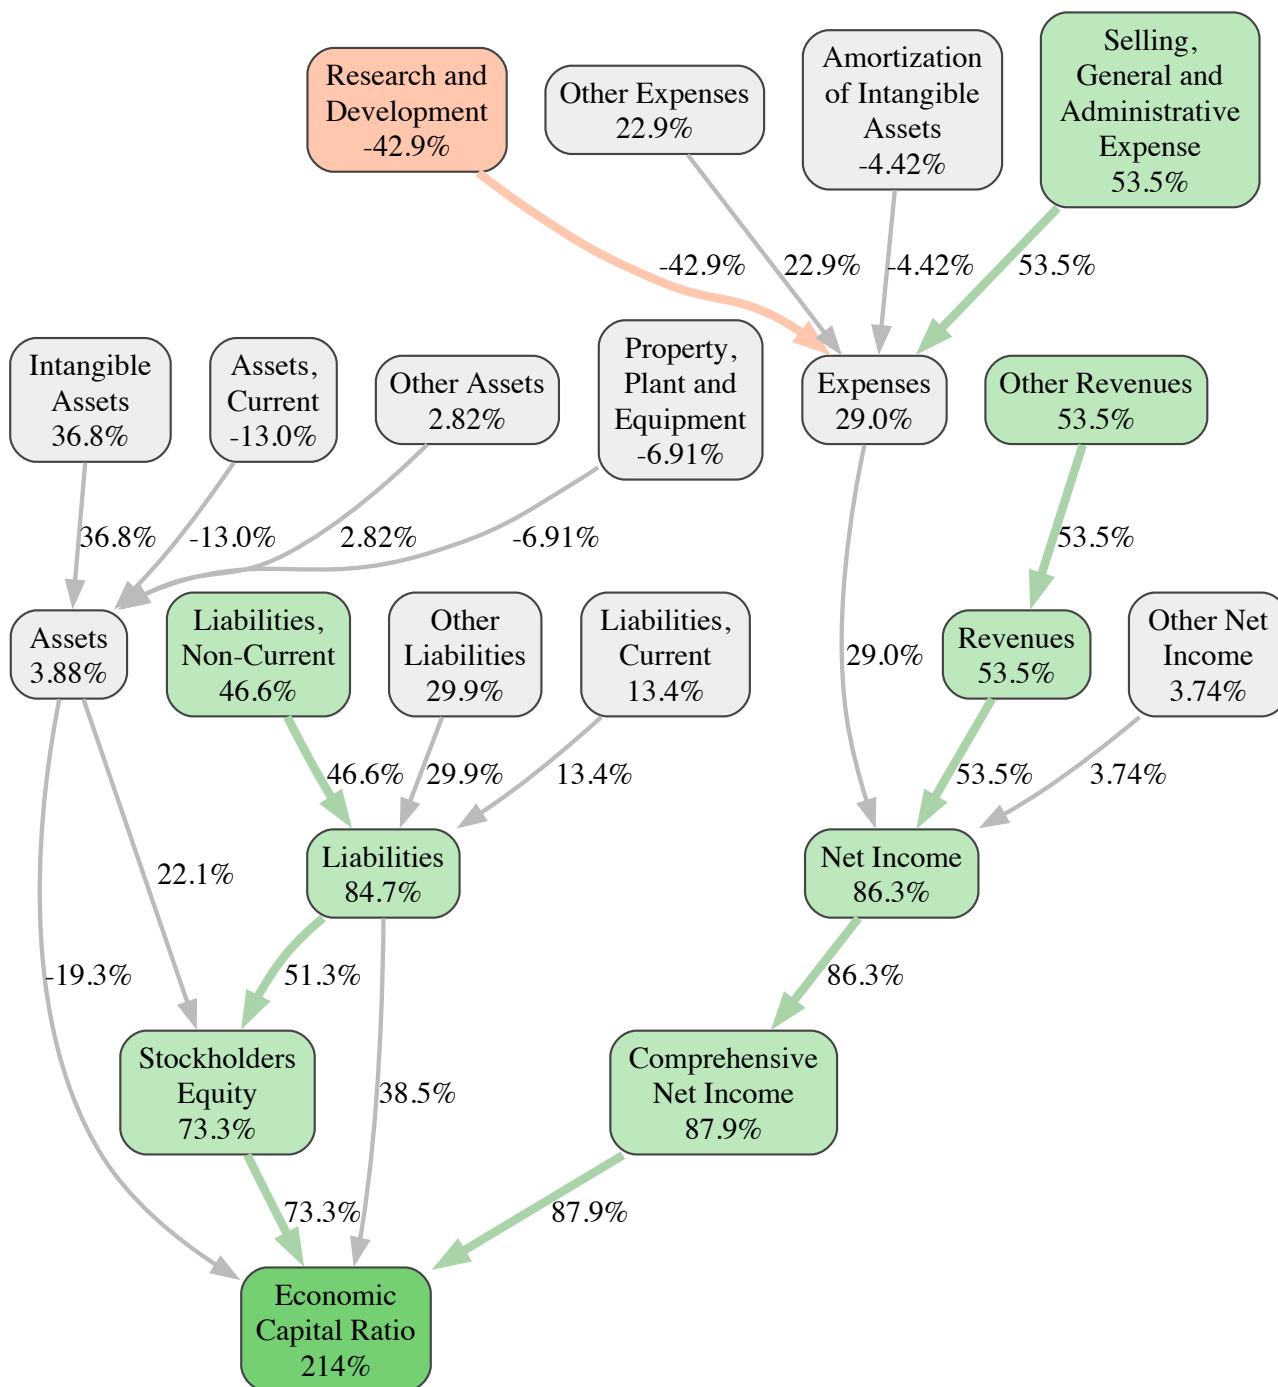 Research and
Development
-42.9%
Other Expenses
22.9%
Amortization
of Intangible
Assets
-4.42%
Selling,
General and
Administrative
Expense
53.5%
-42.9%
22.9%
-4.42%
53.5%
Intangible
Assets
36.8%
Assets,
Current
-13.0%
Other Assets
2.82%
Property,
Plant and
Equipment
-6.91%
Expenses
29.0%
Other Revenues
53.5%
36.8%
-13.0%
2.82%
-6.91%
53.5%
Assets
3.88%
Liabilities,
Non-Current
46.6%
Other
Liabilities
29.9%
Liabilities,
Current
13.4%
29.0%
Revenues
53.5%
Other Net
Income
3.74%
46.6%
29.9%
13.4%
53.5%
3.74%
22.1%
Liabilities
84.7%
Net Income
86.3%
-19.3%
51.3%
86.3%
Stockholders
Equity
73.3%
38.5%
Comprehensive
Net Income
87.9%
73.3%
87.9%
Economic
Capital Ratio
214%